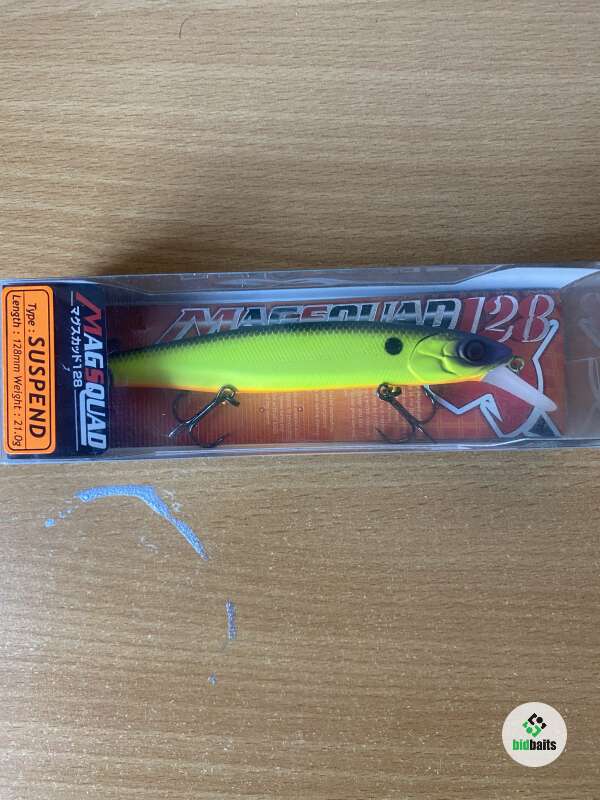 Type : SUSPEND
Length : 128mm Weight : 21.0g
MAGSQUAD
マグスカッド128
MAGSQUAD 128
bidbaits